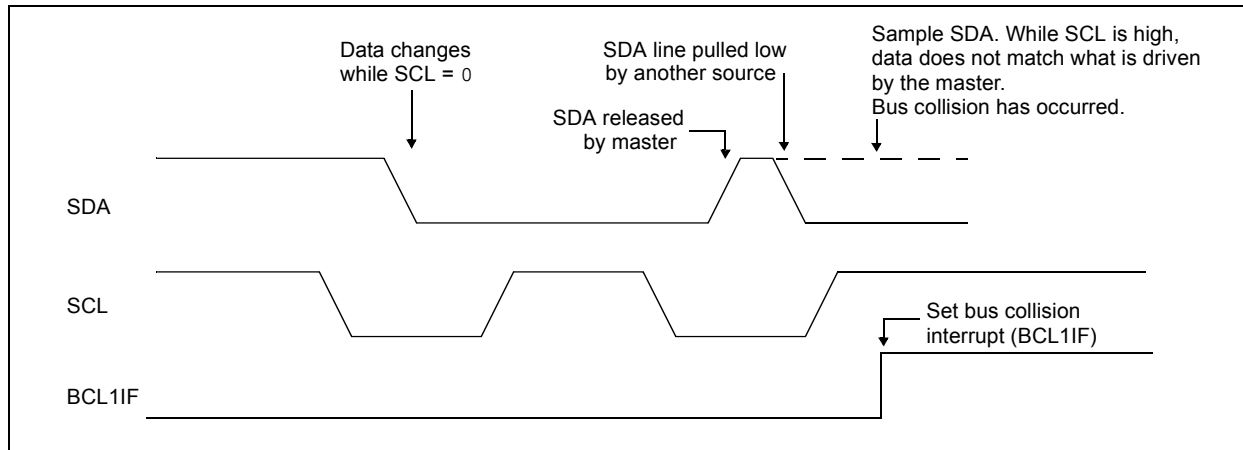 Data changes
while SCL = 0
SDA line pulled low
by another source
Sample SDA. While SCL is high,
data does not match what is driven
by the master.
Bus collision has occurred.
SDA released
by master
SDA
SCL
Set bus collision
interrupt (BCL1IF)
BCL1IF